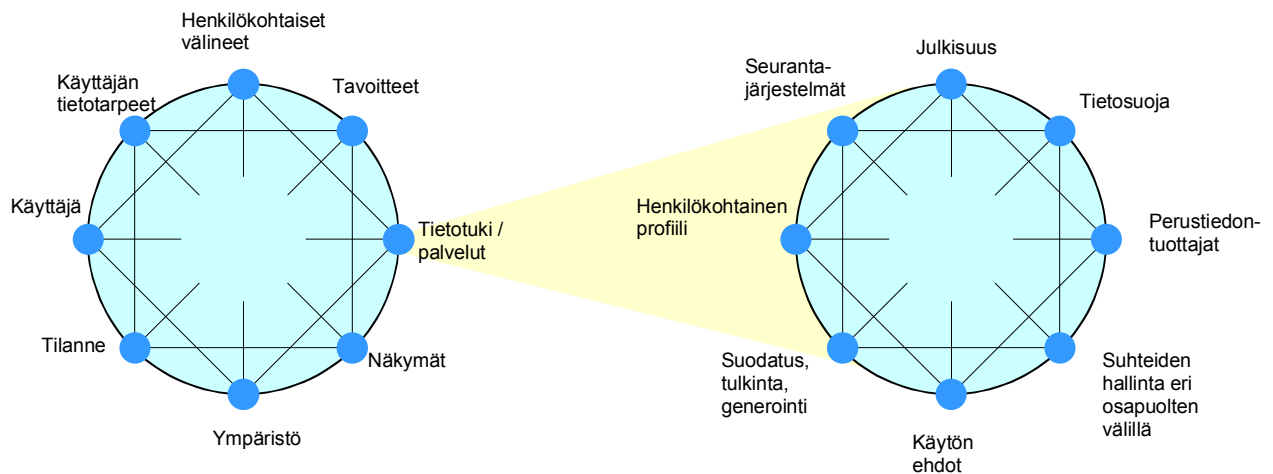 Henkilökohtaiset
välineet
Käyttäjän
tietotarpeet
Tavoitteet
Käyttäjä
Tietotuki /
palvelut
Tilanne
Näkymät
Ympäristö
Julkisuus
Seuranta-
järjestelmät
Tietosuoja
Henkilökohtainen
profiili
Perustiedon-
tuottajat
Suodatus,
tulkinta,
generointi
Suhteiden
hallinta eri
osapuolten
välillä
Käytön
ehdot